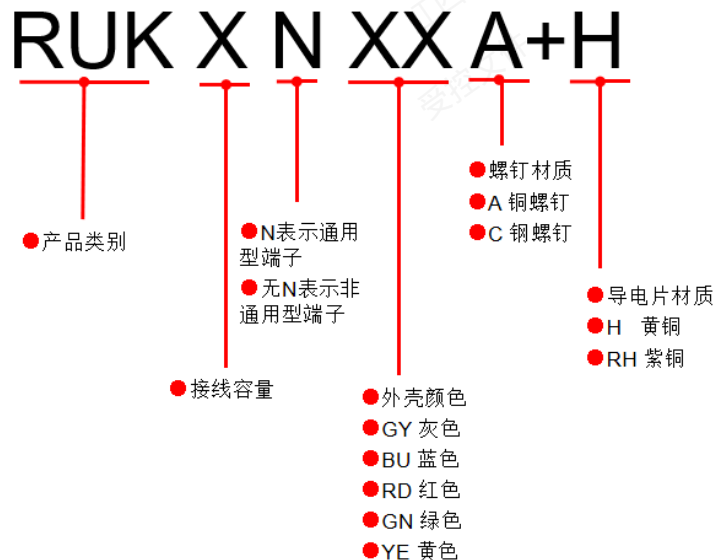 RUK X N XX A+H
螺钉材质
A 铜螺钉
C 钢螺钉
产品类别
N表示通用
型端子
无N表示非
通用型端子
导电片材质
H 黄铜
RH 紫铜
接线容量
外壳颜色
GY 灰色
BU 蓝色
RD 红色
GN 绿色
YE 黄色
受控